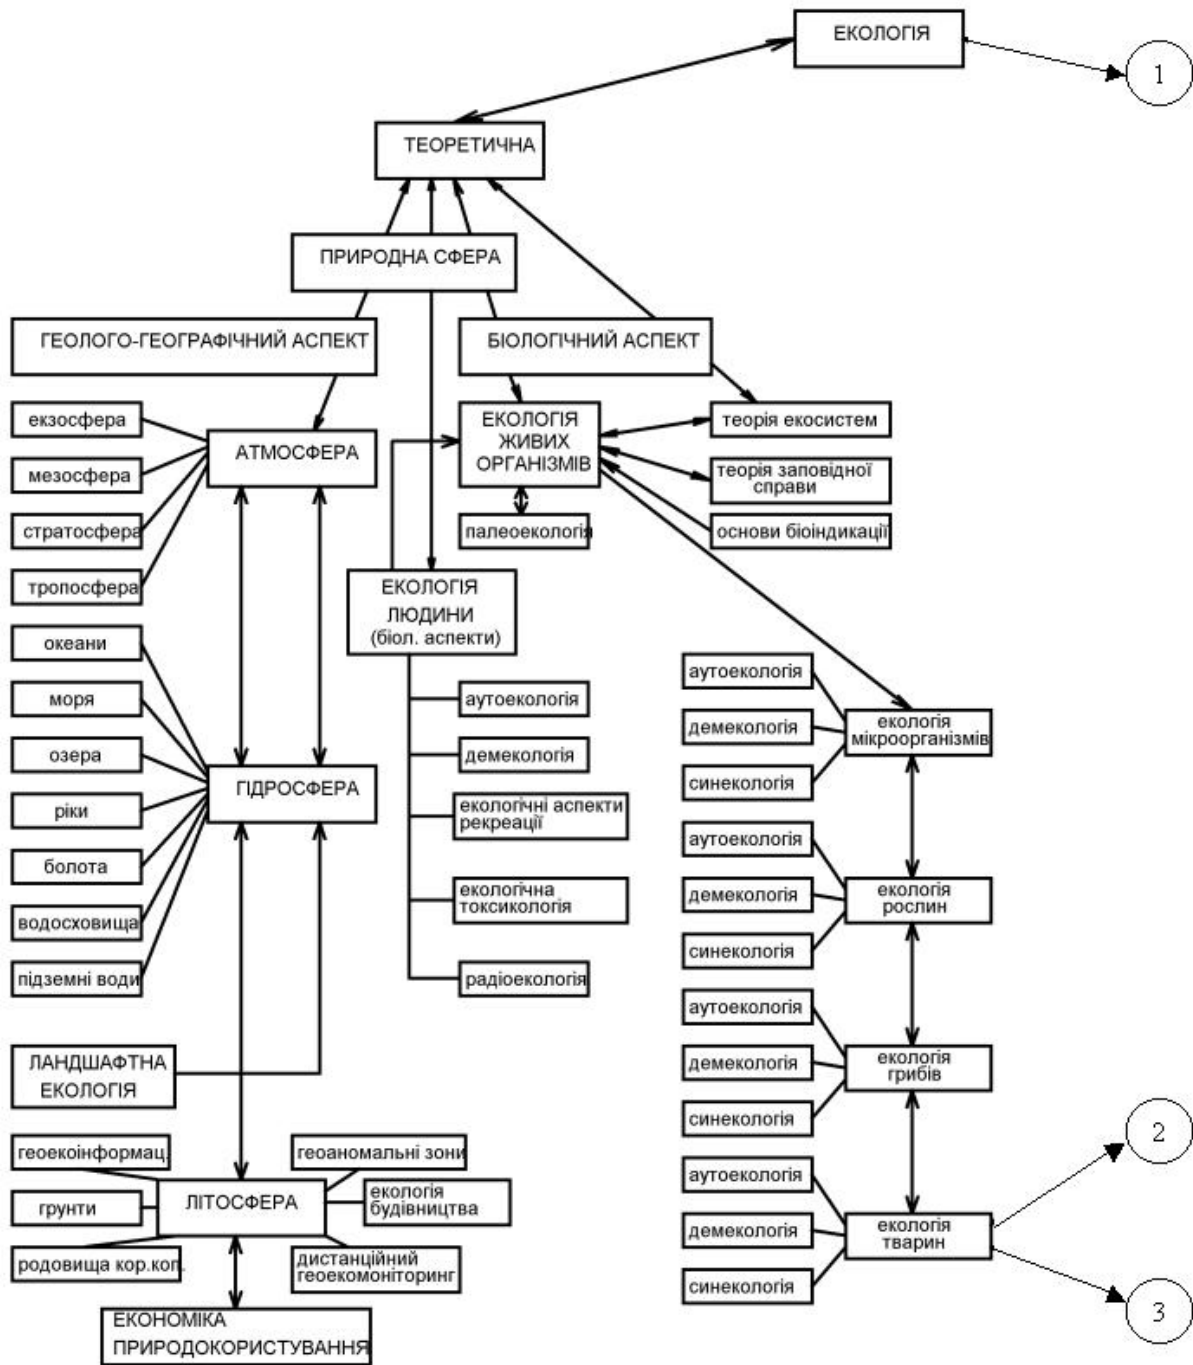 ЕКОЛОГІЯ
1
ТЕОРЕТИЧНА
ПРИРОДНА СФЕРА
ГЕОЛОГО-ГЕОГРАФІЧНИЙ АСПЕКТ
БІОЛОГІЧНИЙ АСПЕКТ
екзосфера
мезосфера
стратосфера
тропосфера
АТМОСФЕРА
ЕКОЛОГІЯ
ЖИВИХ
ОРГАНІЗМІВ
палеоекологія
теорія екосистем
теорія заповідної
справи
основи біоіндикації
ЕКОЛОГІЯ
ЛЮДИНИ
(біол. аспекти)
аутоекологія
демекологія
екологічні аспекти
рекреації
екологічна
токсикологія
радіоекологія
океани
моря
озера
ріки
болота
водосховища
підземні води
ГІДРОСФЕРА
ЛАНДШАФТНА
ЕКОЛОГІЯ
геоекоінформац.
грунти
родовища кор.коп.
ЛІТОСФЕРА
геоаномальні зони
екологія
будівництва
дистанційний
геоекомоніторинг
ЕКОНОМІКА
ПРИРОДОКОРИСТУВАННЯ
аутоекологія
демекологія
синекологія
екологія
мікроорганізмів
аутоекологія
демекологія
синекологія
екологія
рослин
аутоекологія
демекологія
синекологія
екологія
грибів
аутоекологія
демекологія
синекологія
екологія
тварин
2
3